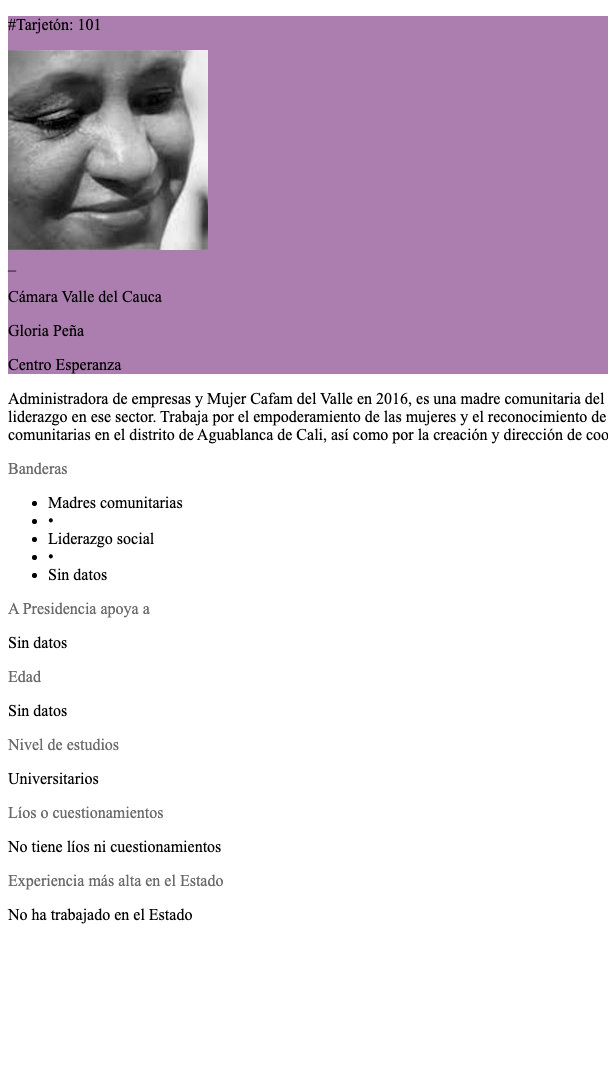 #Tarjetón: 101
_
Cámara Valle del Cauca
Gloria Peña
Centro Esperanza
Administradora de empresas y Mujer Cafam del Valle en 2016, es una madre comunitaria del
liderazgo en ese sector. Trabaja por el empoderamiento de las mujeres y el reconocimiento de
comunitarias en el distrito de Aguablanca de Cali, así como por la creación y dirección de coo
Banderas
• Madres comunitarias
• •
• Liderazgo social
• •
• Sin datos
A Presidencia apoya a
Sin datos
Edad
Sin datos
Nivel de estudios
Universitarios
Líos o cuestionamientos
No tiene líos ni cuestionamientos
Experiencia más alta en el Estado
No ha trabajado en el Estado